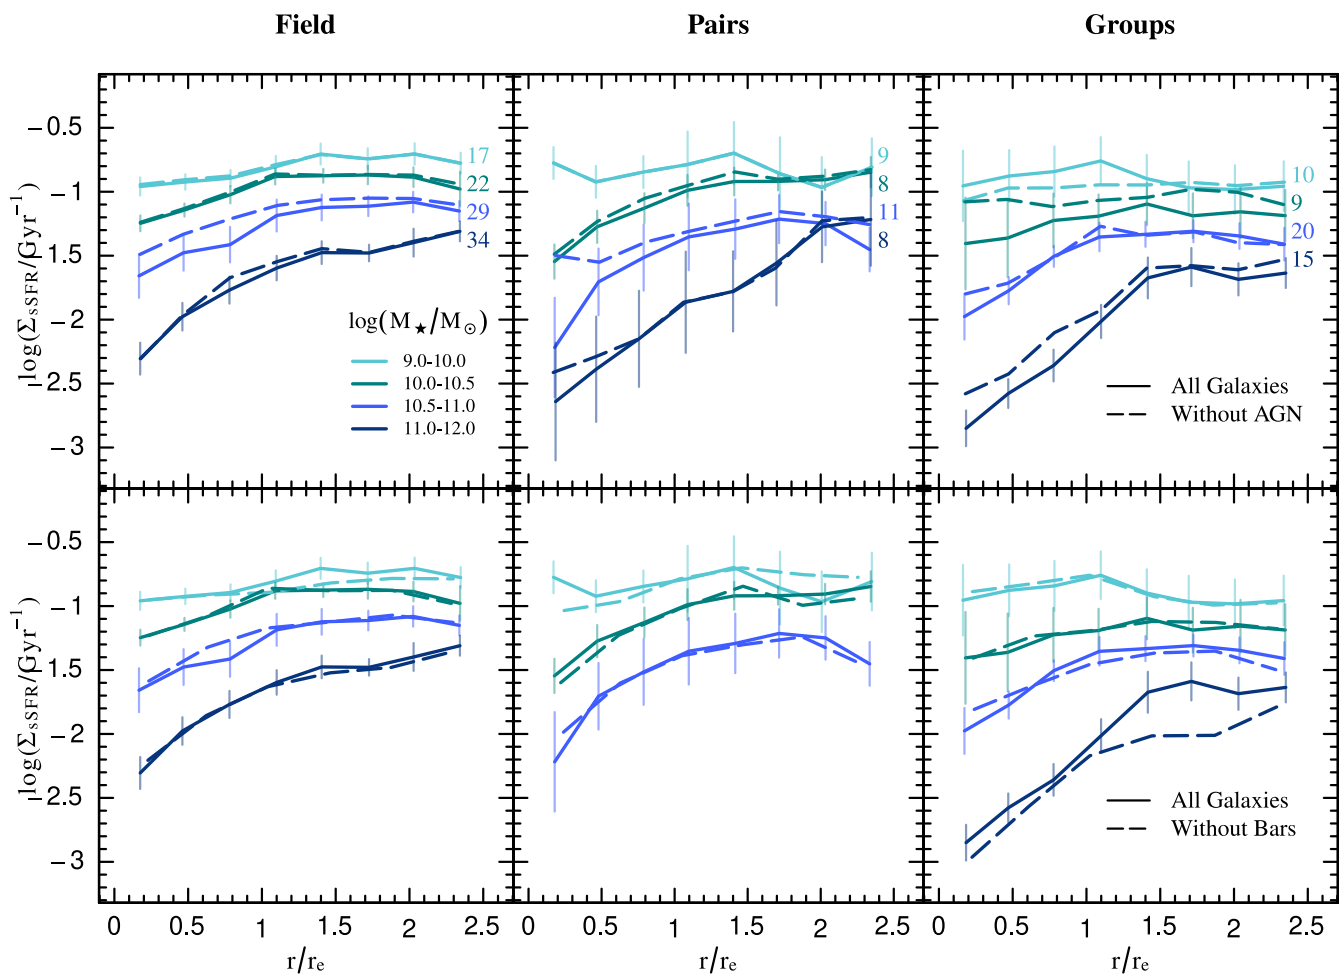 Field Pairs Groups
−0.5
−1
−1.5
−2
−2.5
−3
log(Σ_sSFR/Gyr⁻¹)
17
22
29
34
log(M★/M⊙)
9.0-10.0
10.0-10.5
10.5-11.0
11.0-12.0
9
8
11
8
10
9
20
15
All Galaxies
Without AGN
−0.5
−1
−1.5
−2
−2.5
−3
log(Σ_sSFR/Gyr⁻¹)
All Galaxies
Without Bars
0 0.5 1 1.5 2 2.5 0 0.5 1 1.5 2 2.5 0 0.5 1 1.5 2 2.5
r/rₑ r/rₑ r/rₑ